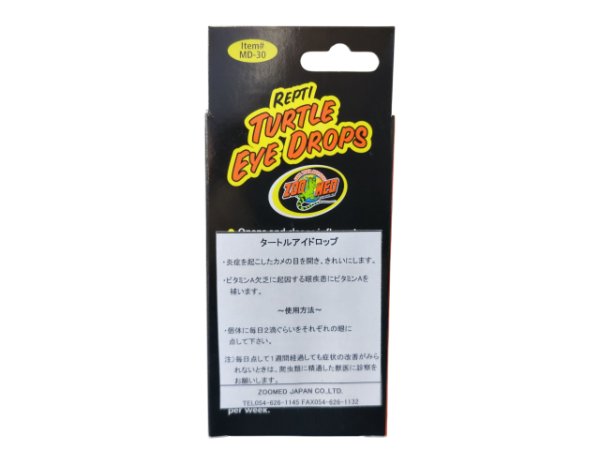 Item#
MD-30
REPTI
TURTLE
EYE DROPS
ZOO MED
タートルアイドロップ
・炎症を起こしたカメの目を開き、きれいにします。
・ビタミンA欠乏に起因する眼疾患にビタミンAを
補います。
～使用方法～
・個体に毎日2滴ぐらいをそれぞれの眼に
点して下さい。
注）毎日点して1週間経過しても症状の改善がみら
れないときは、爬虫類に精通した獣医に診察を
お願いします。
ZOOMED JAPAN CO.,LTD.
TEL054-626-1145 FAX054-626-1132
per week.